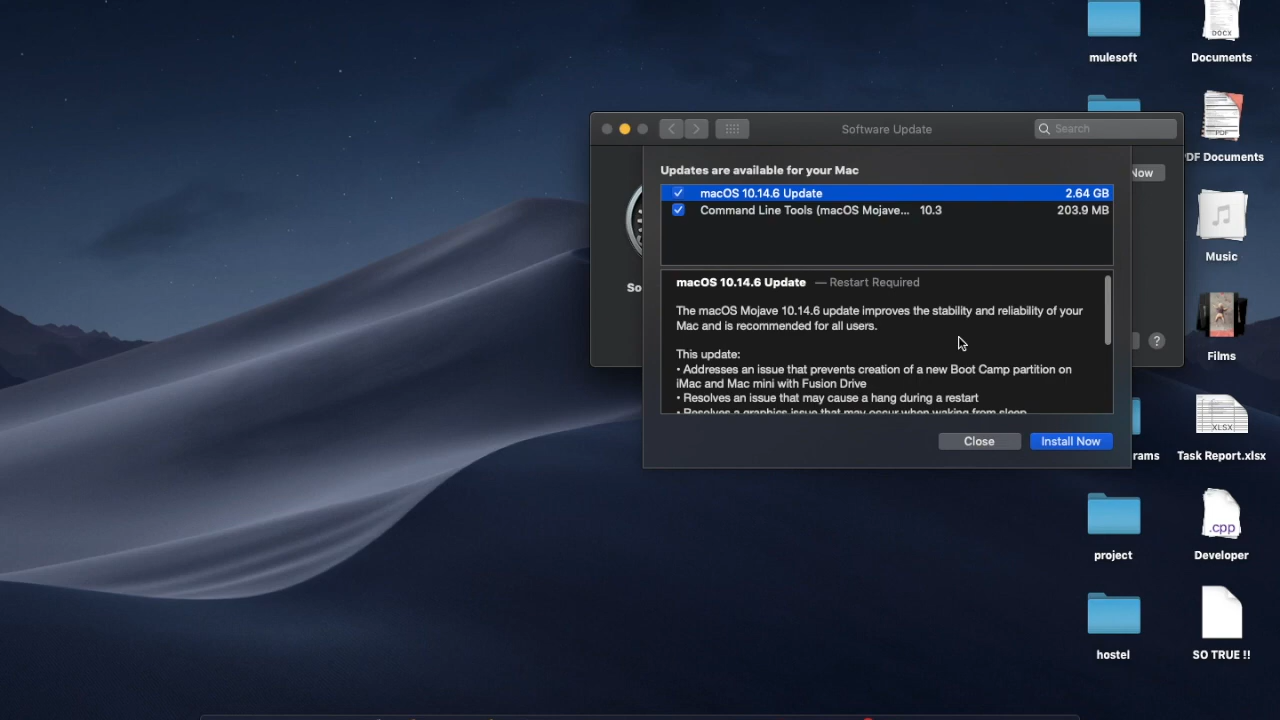 mulesoft
Documents
DOCX
Software Update
Search
PDF
DF Documents
Updates are available for your Mac
Now
macOS 10.14.6 Update 2.64 GB
Command Line Tools (macOS Mojave... 10.3 203.9 MB
Music
So
macOS 10.14.6 Update — Restart Required
The macOS Mojave 10.14.6 update improves the stability and reliability of your
Mac and is recommended for all users.
?
This update:
• Addresses an issue that prevents creation of a new Boot Camp partition on
iMac and Mac mini with Fusion Drive
• Resolves an issue that may cause a hang during a restart
• Resolves a graphics issue that may occur when waking from sleep
Films
Close
Install Now
XLSX
rams
Task Report.xlsx
.cpp
project
Developer
hostel
SO TRUE !!